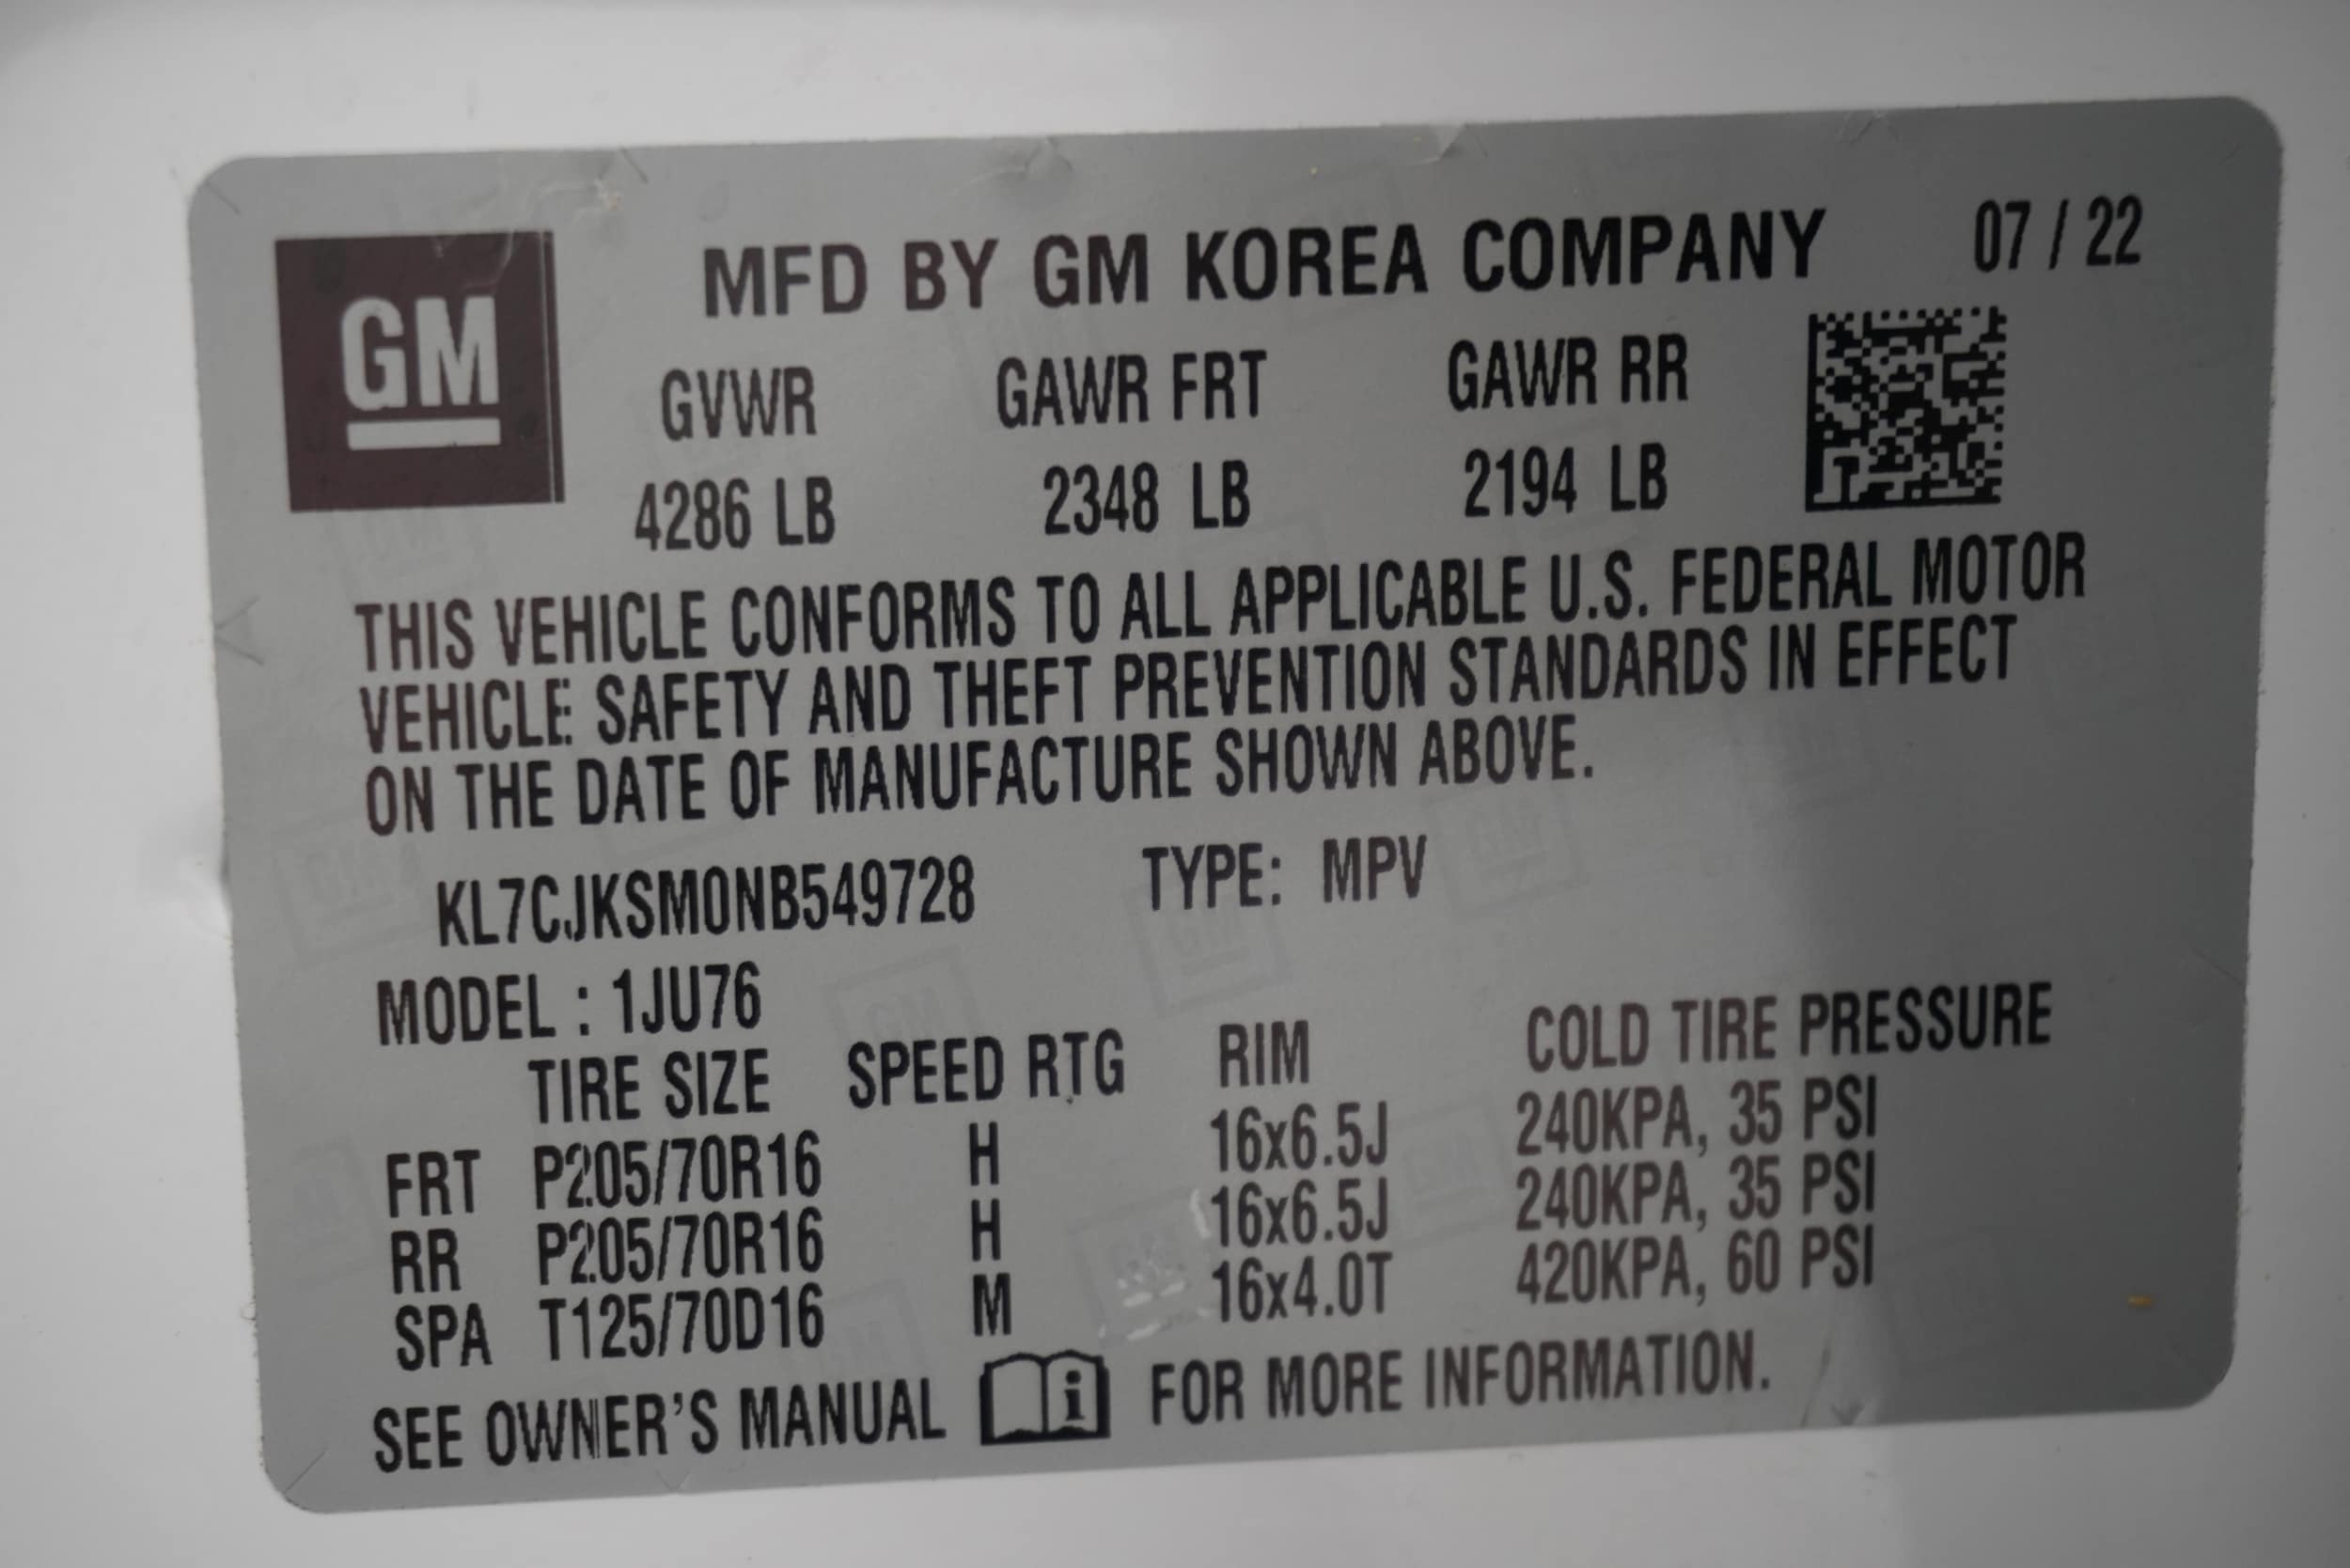 GM
MFD BY GM KOREA COMPANY 07 / 22
GVWR GAWR FRT GAWR RR
4286 LB 2348 LB 2194 LB
THIS VEHICLE CONFORMS TO ALL APPLICABLE U.S. FEDERAL MOTOR
VEHICLE SAFETY AND THEFT PREVENTION STANDARDS IN EFFECT
ON THE DATE OF MANUFACTURE SHOWN ABOVE.
KL7CJKSM0NB549728 TYPE: MPV
MODEL : 1JU76
TIRE SIZE SPEED RTG RIM COLD TIRE PRESSURE
FRT P205/70R16 H 16x6.5J 240KPA, 35 PSI
RR P205/70R16 H 16x6.5J 240KPA, 35 PSI
SPA T125/70D16 M 16x4.0T 420KPA, 60 PSI
SEE OWNER'S MANUAL i FOR MORE INFORMATION.